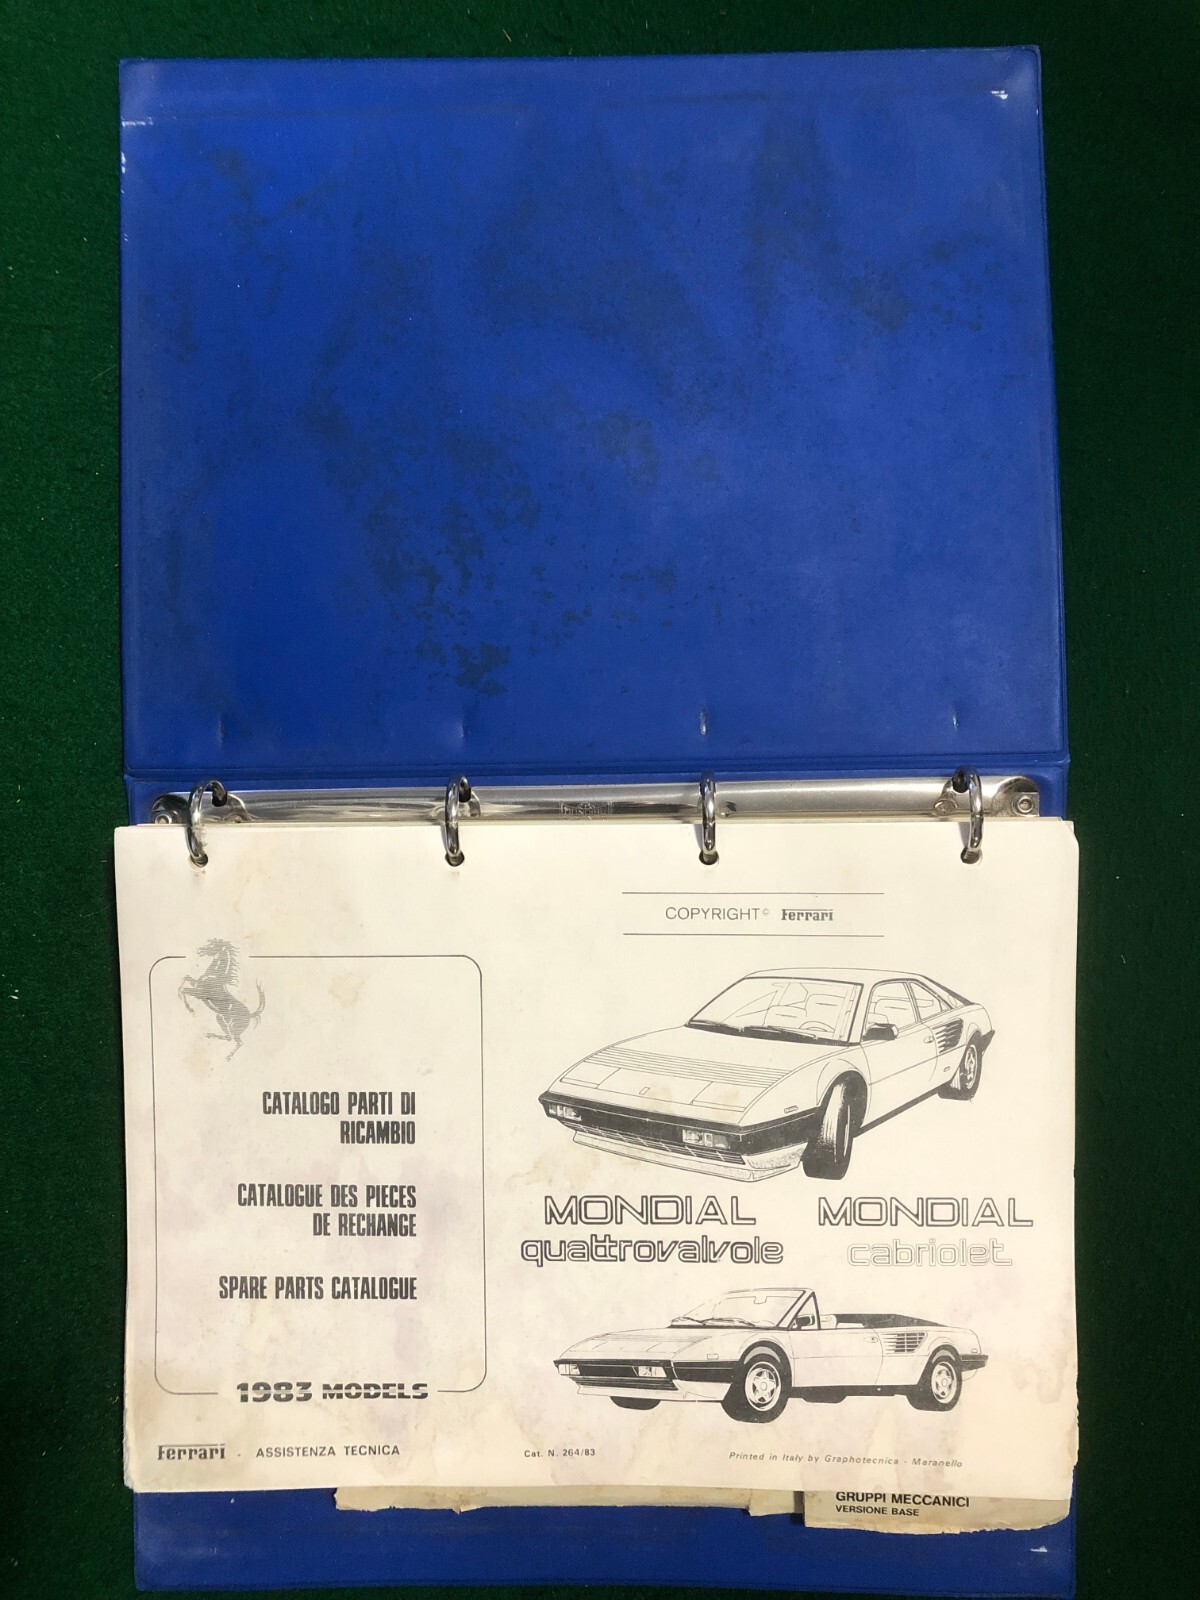 COPYRIGHT© Ferrari
CATALOGO PARTI DI
RICAMBIO
CATALOGUE DES PIECES
DE RECHANGE
SPARE PARTS CATALOGUE
1983 MODELS
MONDIAL
quattrovalvole
MONDIAL
cabriolet
Ferrari - ASSISTENZA TECNICA
Cat. N. 264/83
Printed in Italy by Graphotecnica - Maranello
GRUPPI MECCANICI
VERSIONE BASE